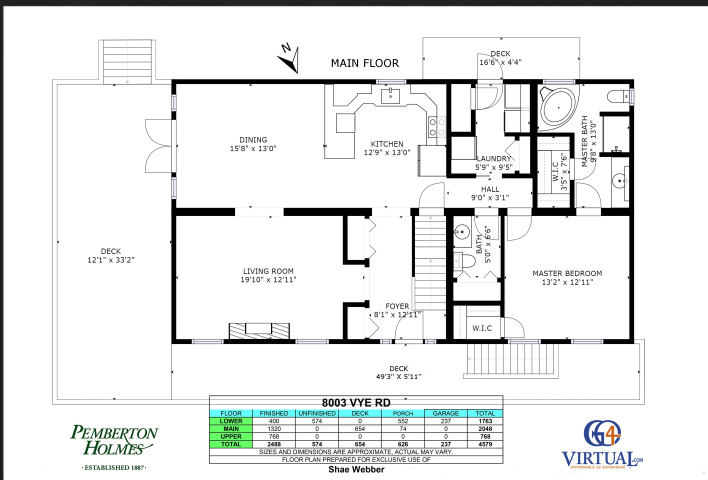 N
MAIN FLOOR
DECK
16'6" x 4'4"
DINING
15'8" x 13'0"
KITCHEN
12'9" x 13'0"
LAUNDRY
5'9" x 9'5"
W.I.C
3'5" x 7'6"
MASTER BATH
9'8" x 13'0"
HALL
9'0" x 3'1"
DECK
12'1" x 33'2"
LIVING ROOM
19'10" x 12'11"
BATH
5'0" x 6'6"
MASTER BEDROOM
13'2" x 12'11"
FOYER
8'1" x 12'11"
W.I.C
DECK
49'3" x 5'11"
8003 VYE RD
FLOOR FINISHED UNFINISHED DECK PORCH GARAGE TOTAL
LOWER 400 574 0 552 237 1763
MAIN 1320 0 654 74 0 2048
UPPER 768 0 0 0 0 768
TOTAL 2488 574 654 626 237 4579
SIZES AND DIMENSIONS ARE APPROXIMATE, ACTUAL MAY VARY.
FLOOR PLAN PREPARED FOR EXCLUSIVE USE OF
Shae Webber
PEMBERTON
HOLMES
· ESTABLISHED 1887 ·
G4
VIRTUAL.COM
AFFORDABLE 3D EXPERIENCE